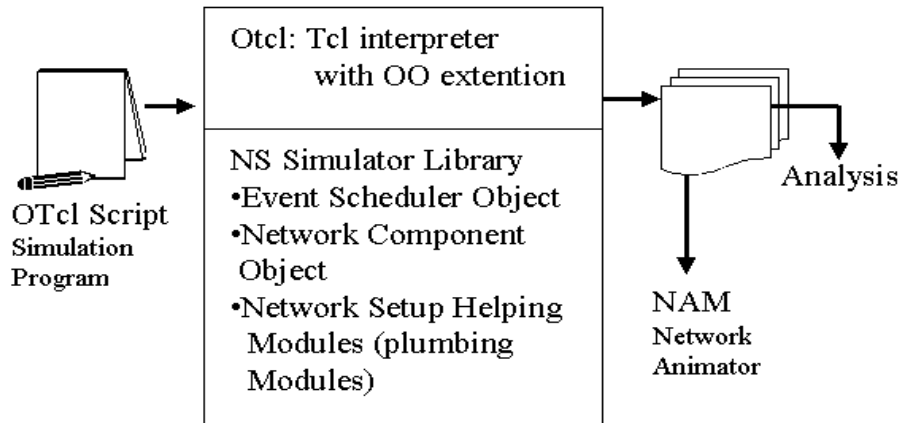 Otcl: Tcl interpreter
with OO extention
OTcl Script
Simulation
Program
NS Simulator Library
•Event Scheduler Object
•Network Component
Object
•Network Setup Helping
Modules (plumbing
Modules)
Analysis
NAM
Network
Animator